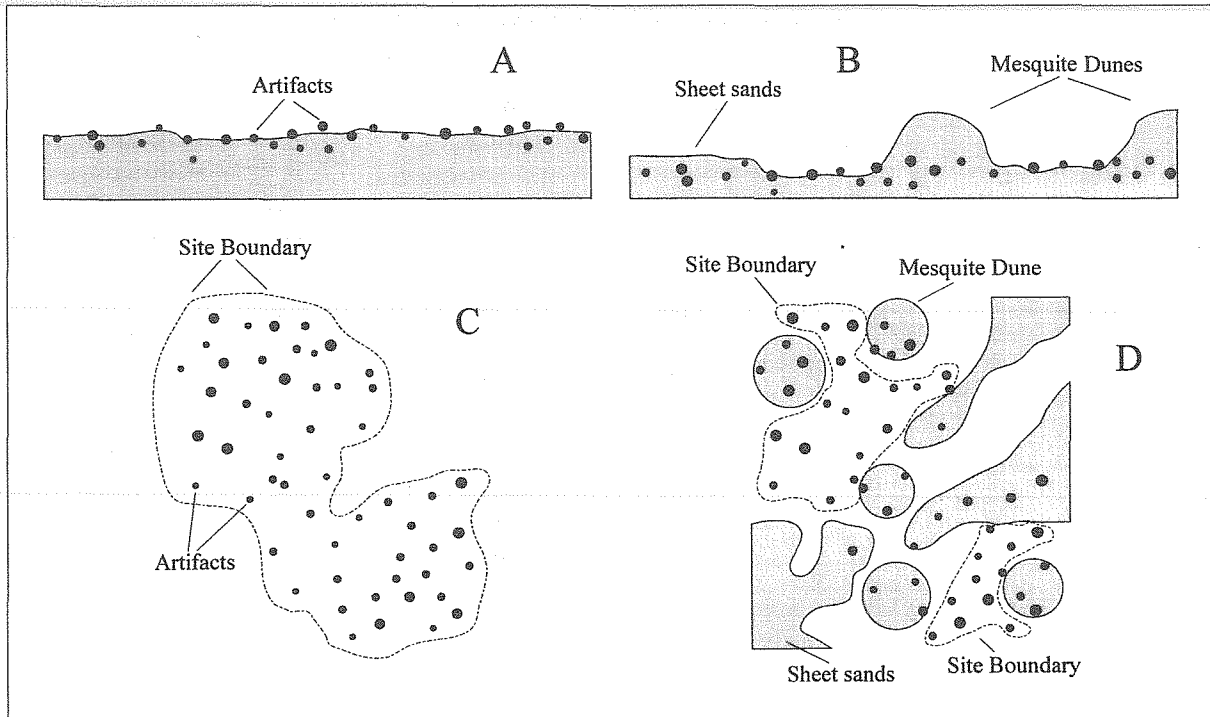 A
Artifacts
B
Mesquite Dunes
Sheet sands
Site Boundary
C
Artifacts
Site Boundary
Mesquite Dune
D
Sheet sands
Site Boundary